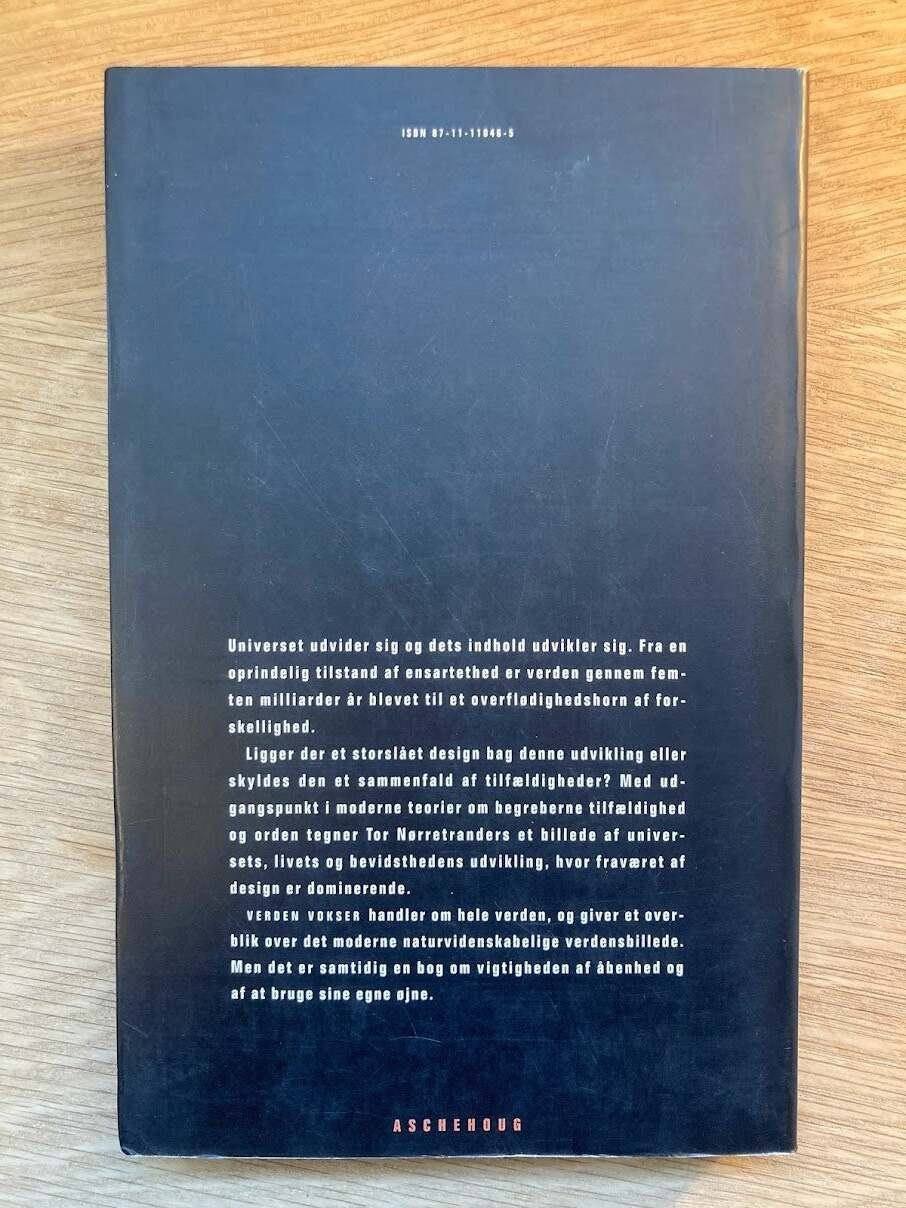 ISBN 87-11-11846-5
Universet udvider sig og dets indhold udvikler sig. Fra en
oprindelig tilstand af ensartethed er verden gennem fem-
ten milliarder år blevet til et overflødighedshorn af for-
skellighed.
Ligger der et storslået design bag denne udvikling eller
skyldes den et sammenfald af tilfældigheder? Med ud-
gangspunkt i moderne teorier om begreberne tilfældighed
og orden tegner Tor Nørretranders et billede af univer-
sets, livets og bevidsthedens udvikling, hvor fraværet af
design er dominerende.
VERDEN VOKSER handler om hele verden, og giver et over-
blik over det moderne naturvidenskabelige verdensbillede.
Men det er samtidig en bog om vigtigheden af åbenhed og
af at bruge sine egne øjne.
ASCHEHOUG